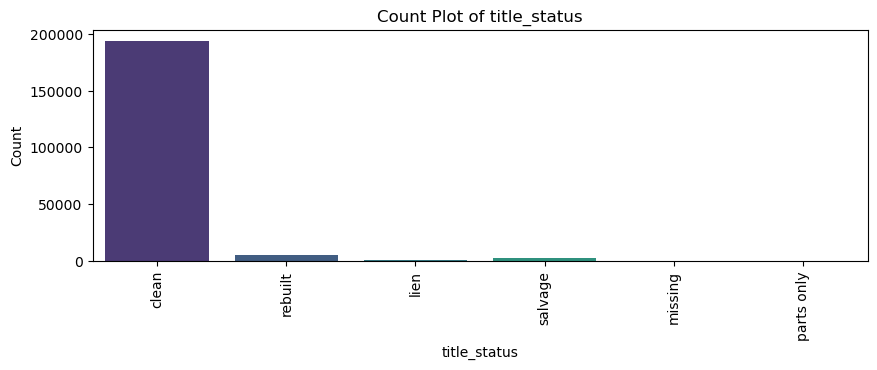 Count Plot of title_status
200000
150000
100000
50000
0
Count
clean
rebuilt
lien
salvage
missing
parts only
title_status